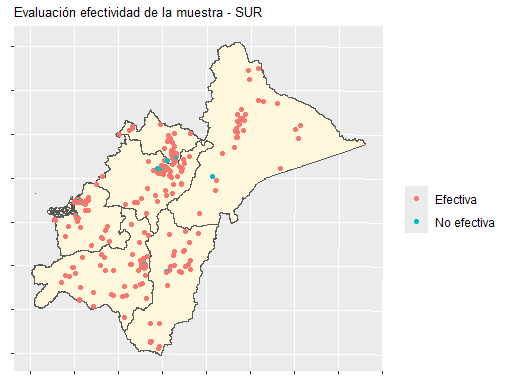 Evaluación efectividad de la muestra - SUR
Efectiva
No efectiva